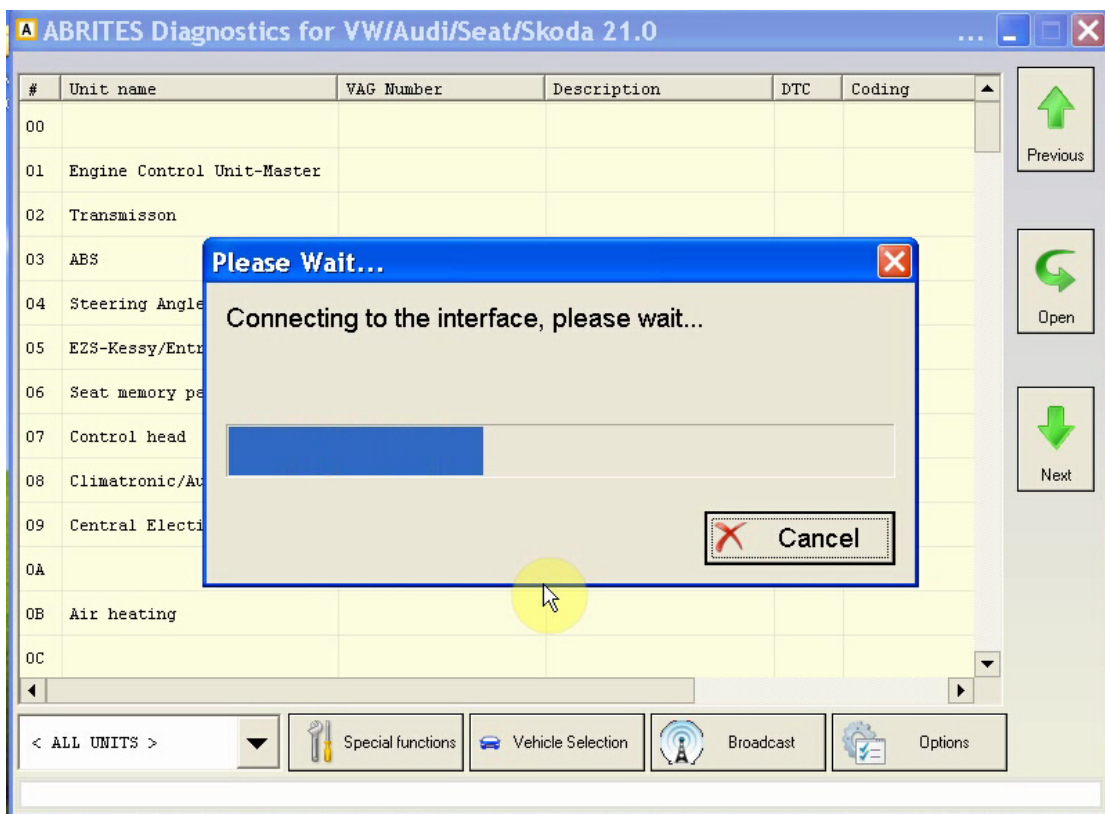 A ABRITES Diagnostics for VW/Audi/Seat/Skoda 21.0 ...
# Unit name VAG Number Description DTC Coding
00
Previous
01 Engine Control Unit-Master
02 Transmisson
03 ABS
Please Wait...
04 Steering Angle
Connecting to the interface, please wait...
Open
05 EZS-Kessy/Entr
06 Seat memory pa
07 Control head
08 Climatronic/Au
Next
09 Central Electi
Cancel
0A
0B Air heating
0C
< ALL UNITS > Special functions Vehicle Selection Broadcast Options